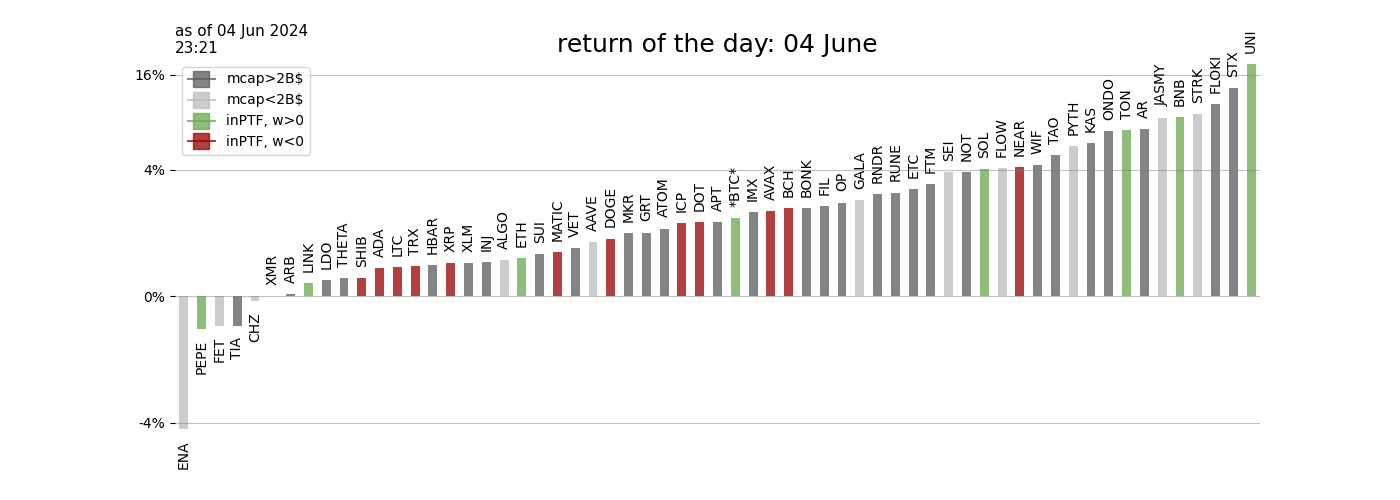 as of 04 Jun 2024
23:21
return of the day: 04 June
16%
4%
0%
-4%
mcap>2B$
mcap<2B$
inPTF, w>0
inPTF, w<0
ENA
PEPE
FET
TIA
CHZ
XMR
ARB
LINK
LDO
THETA
SHIB
ADA
LTC
TRX
HBAR
XRP
XLM
INJ
ALGO
ETH
SUI
MATIC
VET
AAVE
DOGE
MKR
GRT
ATOM
ICP
DOT
APT
*BTC*
IMX
AVAX
BCH
BONK
FIL
OP
GALA
RNDR
RUNE
ETC
FTM
SEI
NOT
SOL
FLOW
NEAR
WIF
TAO
PYTH
KAS
ONDO
TON
AR
JASMY
BNB
STRK
FLOKI
STX
UNI